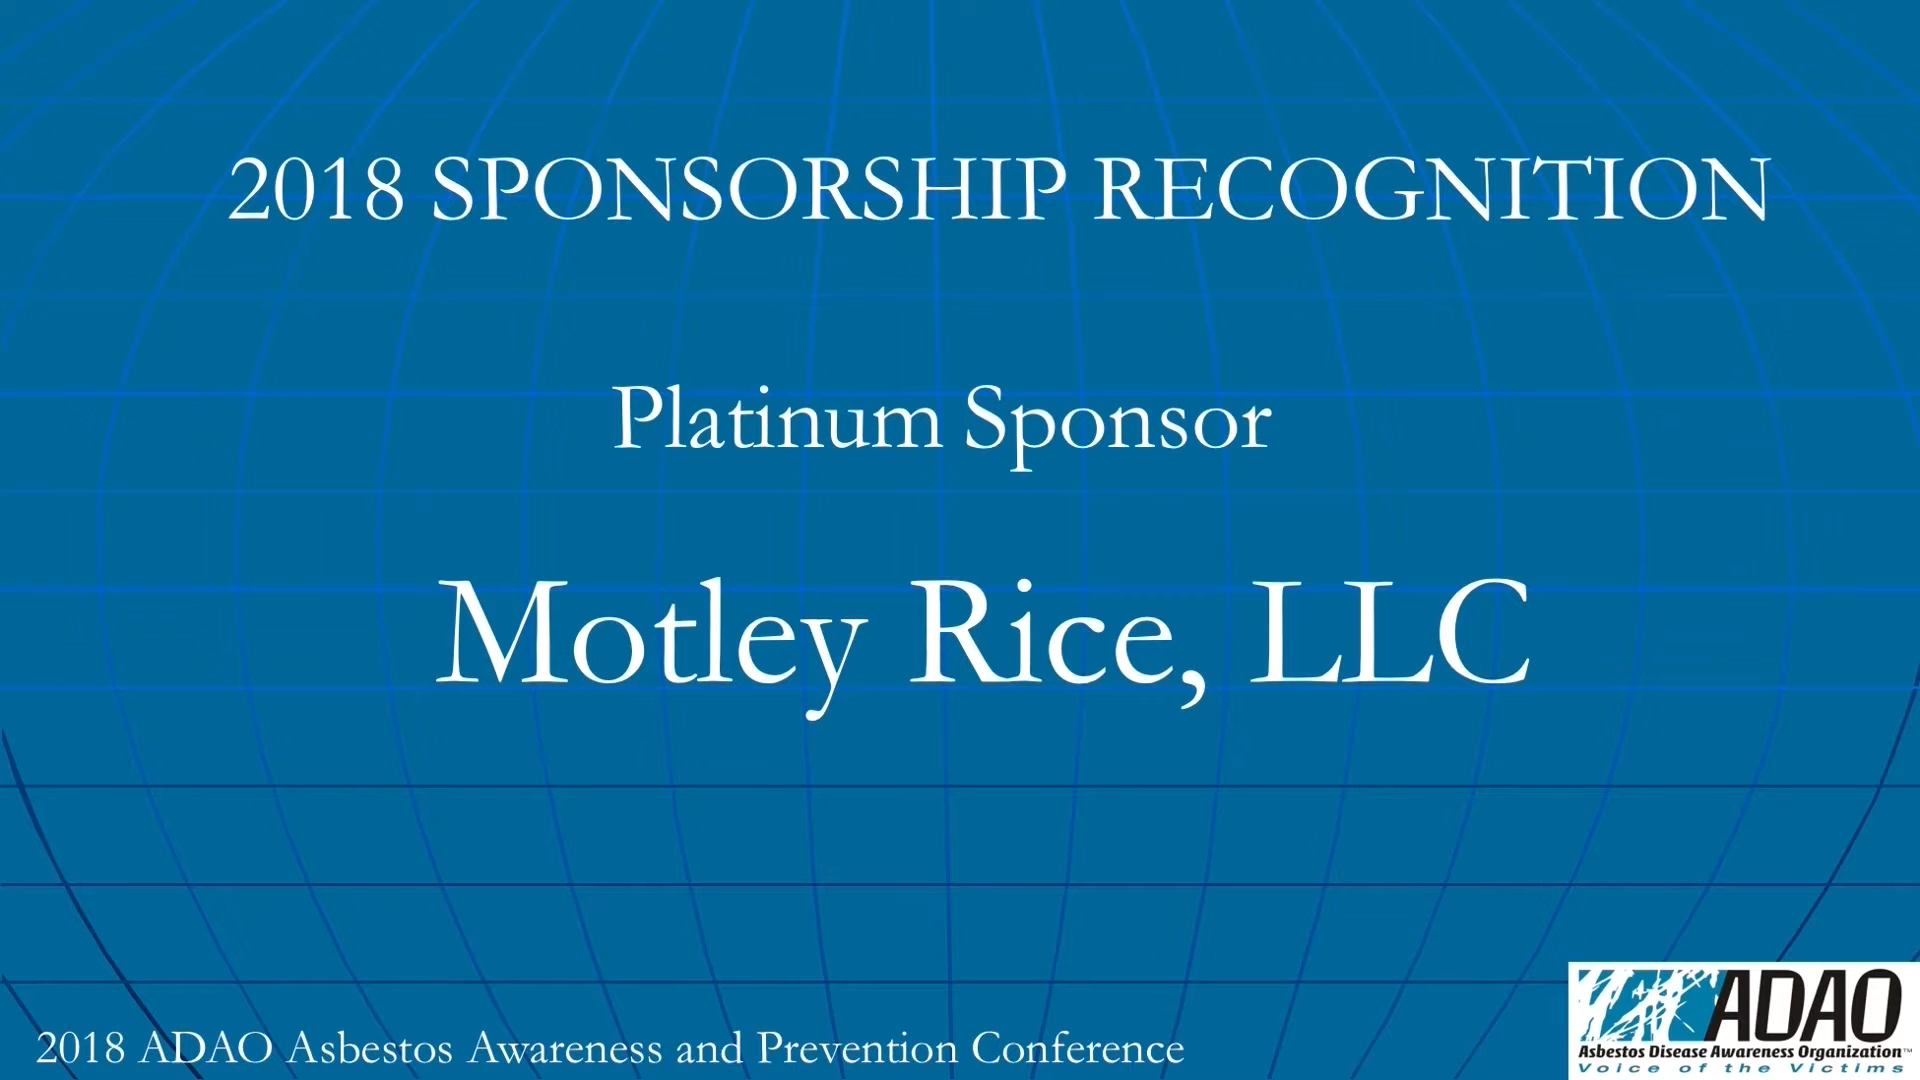 2018 SPONSORSHIP RECOGNITION
Platinum Sponsor
Motley Rice, LLC
2018 ADAO Asbestos Awareness and Prevention Conference
ADAO
Asbestos Disease Awareness Organization™
Voice of the Victims